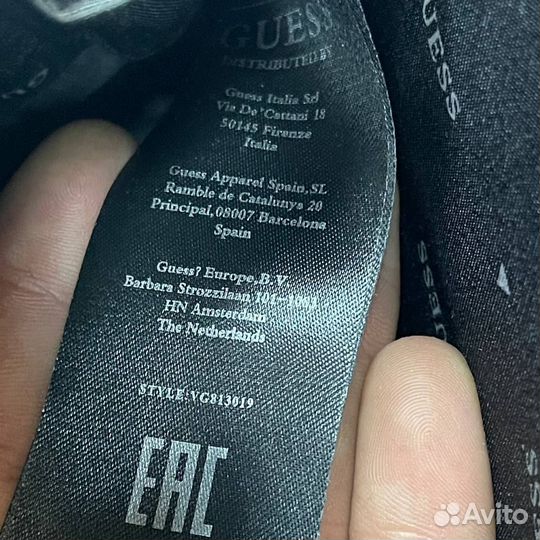 GUESS
DISTRIBUTED BY
Guess Italia Srl
Via De' Cattani 18
50145 Firenze
Italia
Guess Apparel Spain, SL
Ramble de Catalunya 20
Principal, 08007 Barcelona
Spain
Guess? Europe, B.V
Barbara Strozzilaan 101-1083
HN Amsterdam
The Netherlands
STYLE: VG813019
EAC
GUESS
GUESS
Avito